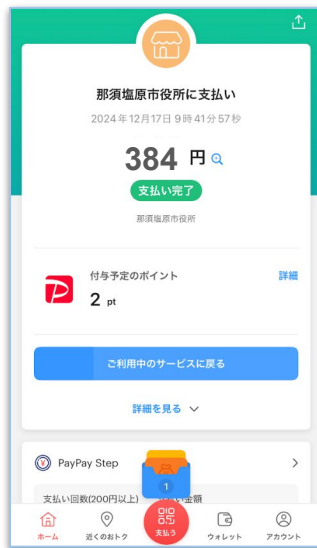 那須塩原市役所に支払い
2024年12月17日9時41分57秒
384 円
支払い完了
那須塩原市役所
付与予定のポイント
詳細
2 pt
ご利用中のサービスに戻る
詳細を見る
PayPay Step
1
支払い回数(200円以上)
い金額
ホーム
近くのおトク
支払う
ウォレット
アカウント